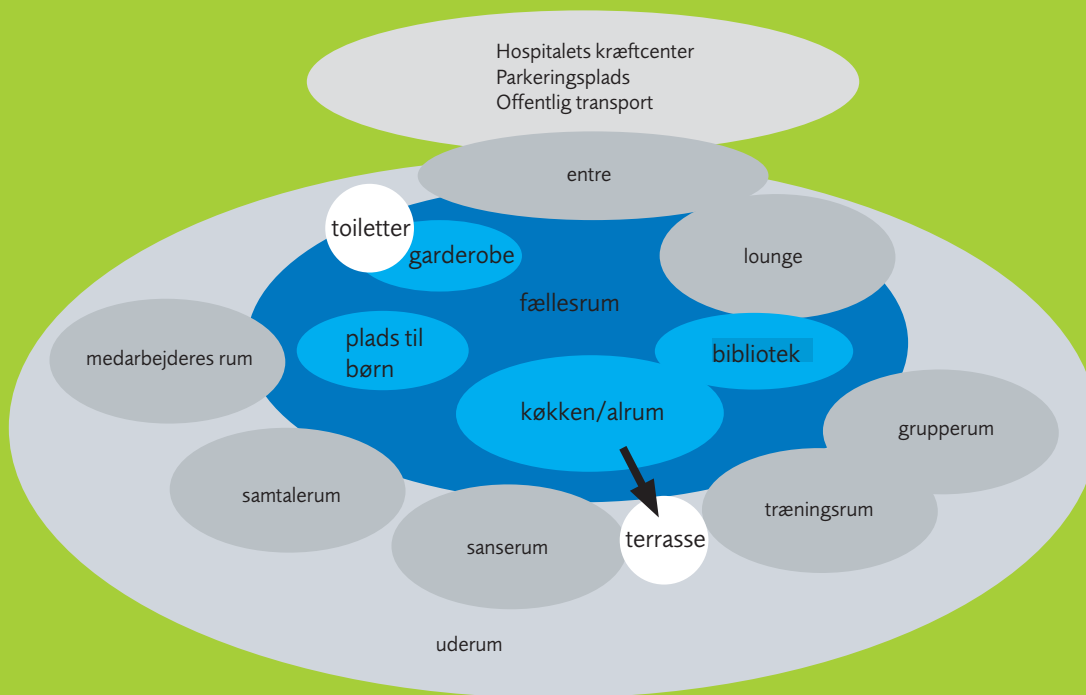 Hospitalets kræftcenter
Parkeringsplads
Offentlig transport
entre
toiletter
garderobe
lounge
fællesrum
plads til
børn
bibliotek
medarbejderes rum
køkken/alrum
grupperum
samtalerum
træningsrum
sanserum
terrasse
uderum